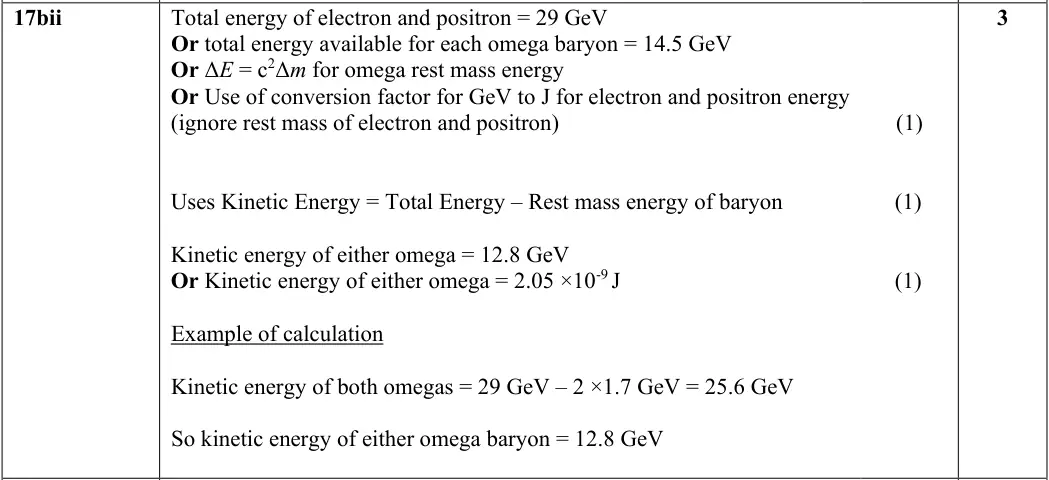 17bii
Total energy of electron and positron = 29 GeV
Or total energy available for each omega baryon = 14.5 GeV
Or ΔE = c²Δm for omega rest mass energy
Or Use of conversion factor for GeV to J for electron and positron energy
(ignore rest mass of electron and positron) (1)
3
Uses Kinetic Energy = Total Energy – Rest mass energy of baryon (1)
Kinetic energy of either omega = 12.8 GeV
Or Kinetic energy of either omega = 2.05 ×10⁻⁹ J (1)
Example of calculation
Kinetic energy of both omegas = 29 GeV – 2 ×1.7 GeV = 25.6 GeV
So kinetic energy of either omega baryon = 12.8 GeV